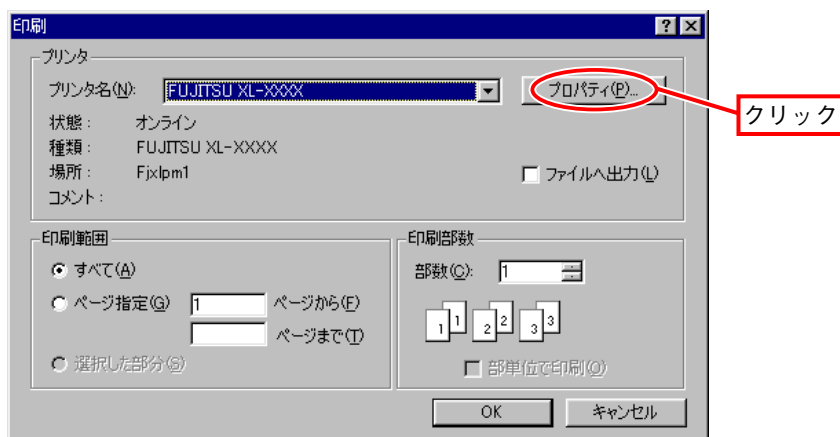 印刷
プリンタ
プリンタ名(N): FUJITSU XL-XXXX プロパティ(P)...
クリック
状態： オンライン
種類： FUJITSU XL-XXXX
場所： Fjxlpm1 ファイルへ出力(L)
コメント：
印刷範囲
すべて(A)
ページ指定(G) 1 ページから(F)
ページまで(T)
選択した部分(S)
印刷部数
部数(C): 1
1 1 2 2 3 3
部単位で印刷(O)
OK キャンセル